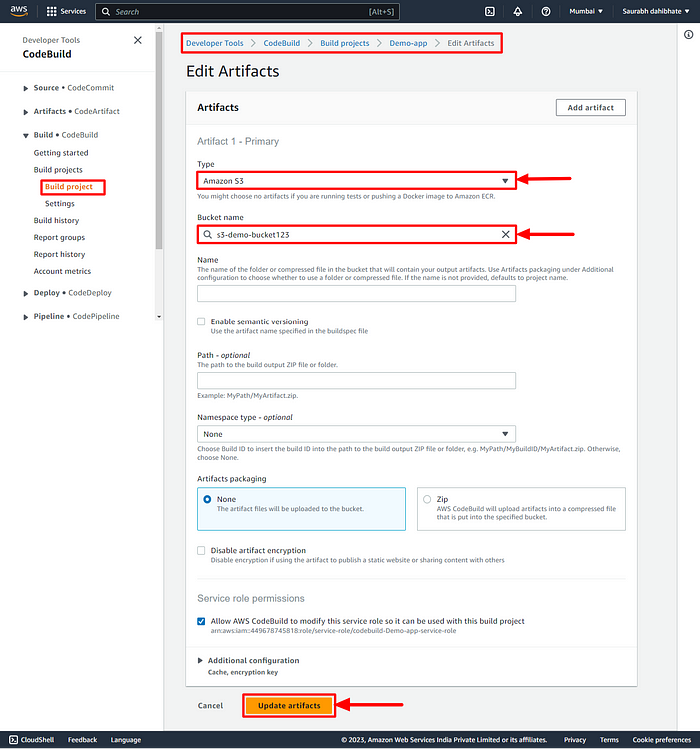 aws
Services
Search
[Alt+S]
Mumbai
Saurabh dahibhate
Developer Tools
CodeBuild
Source • CodeCommit
Artifacts • CodeArtifact
Build • CodeBuild
Getting started
Build projects
Build project
Settings
Build history
Report groups
Report history
Account metrics
Deploy • CodeDeploy
Pipeline • CodePipeline
Developer Tools
CodeBuild
Build projects
Demo-app
Edit Artifacts
Edit Artifacts
Artifacts
Add artifact
Artifact 1 - Primary
Type
Amazon S3
You might choose no artifacts if you are running tests or pushing a Docker image to Amazon ECR.
Bucket name
s3-demo-bucket123
Name
The name of the folder or compressed file in the bucket that will contain your output artifacts. Use Artifacts packaging under Additional
configuration to choose whether to use a folder or compressed file. If the name is not provided, defaults to project name.
Enable semantic versioning
Use the artifact name specified in the buildspec file
Path - optional
The path to the build output ZIP file or folder.
Example: MyPath/MyArtifact.zip.
Namespace type - optional
None
Choose Build ID to insert the build ID into the path to the build output ZIP file or folder, e.g. MyPath/MyBuildID/MyArtifact.zip. Otherwise,
choose None.
Artifacts packaging
None
The artifact files will be uploaded to the bucket.
Zip
AWS CodeBuild will upload artifacts into a compressed file
that is put into the specified bucket.
Disable artifact encryption
Disable encryption if using the artifact to publish a static website or sharing content with others
Service role permissions
Allow AWS CodeBuild to modify this service role so it can be used with this build project
arn:aws:iam::449678745818:role/service-role/codebuild-Demo-app-service-role
Additional configuration
Cache, encryption key
Cancel
Update artifacts
CloudShell
Feedback
Language
© 2023, Amazon Web Services India Private Limited or its affiliates.
Privacy
Terms
Cookie preferences